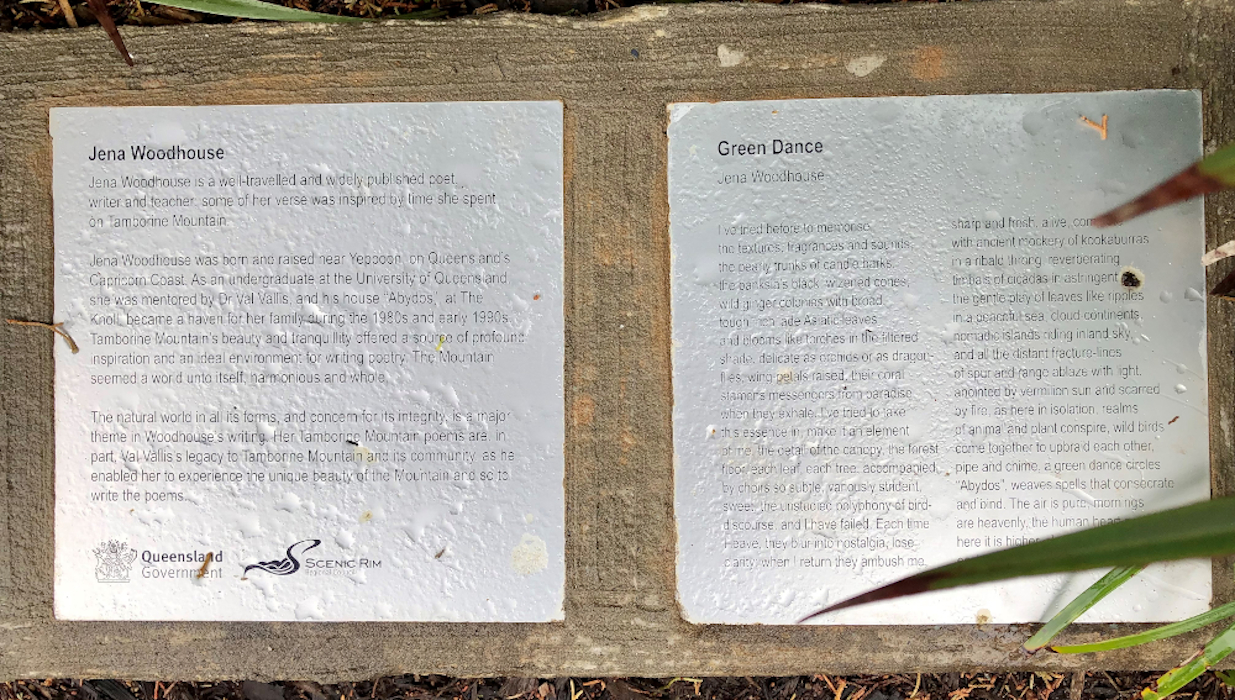 Jena Woodhouse
Jena Woodhouse is a well-travelled and widely published poet,
writer and teacher; some of her verse was inspired by time she spent
on Tamborine Mountain.
Jena Woodhouse was born and raised near Yeppoon, on Queensland's
Capricorn Coast. As an undergraduate at the University of Queensland
she was mentored by Dr Val Vallis, and his house "Abydos", at The
Knoll, became a haven for her family during the 1980s and early 1990s.
Tamborine Mountain's beauty and tranquillity offered a source of profound
inspiration and an ideal environment for writing poetry. The Mountain
seemed a world unto itself, harmonious and whole.
The natural world in all its forms, and concern for its integrity, is a major
theme in Woodhouse's writing. Her Tamborine Mountain poems are, in
part, Val Vallis's legacy to Tamborine Mountain and its community, as he
enabled her to experience the unique beauty of the Mountain and so to
write the poems.
Queensland
Government
SCENIC RIM
Regional Council
Green Dance
Jena Woodhouse
I've tried before to memorise
the textures, fragrances and sounds,
the pearly trunks of candle barks,
the banksia's black, wizened cones,
wild ginger colonies with broad
tough Asiatic leaves
and blooms like torches in the filtered
shade, delicate as orchids or as dragon-
flies, wing petals raised, their coral
stamens messengers from paradise
when they exhale. I've tried to take
this essence in, make it an element
of me, the detail of the canopy, the forest
floor, each leaf, each tree, accompanied
by choirs so subtle, variously strident,
sweet, the unstudied polyphony of bird-
discourse, and I have failed. Each time
I leave, they blur into nostalgia, lose
clarity; when I return they ambush me,
sharp and fresh, alive,
with ancient mockery of kookaburras
in a ribald throng, reverberating
timbals of cicadas in astringent
the gentle play of leaves like ripples
in a peaceful sea, cloud continents,
nomadic islands riding inland sky,
and all the distant fracture-lines
of spur and range ablaze with light,
anointed by vermilion sun and scarred
by fire, as here in isolation, realms
of animal and plant conspire, wild birds
come together to upbraid each other,
pipe and chime, a green dance circles
"Abydos", weaves spells that consecrate
and bind. The air is pure, mornings
are heavenly, the human heart
here it is